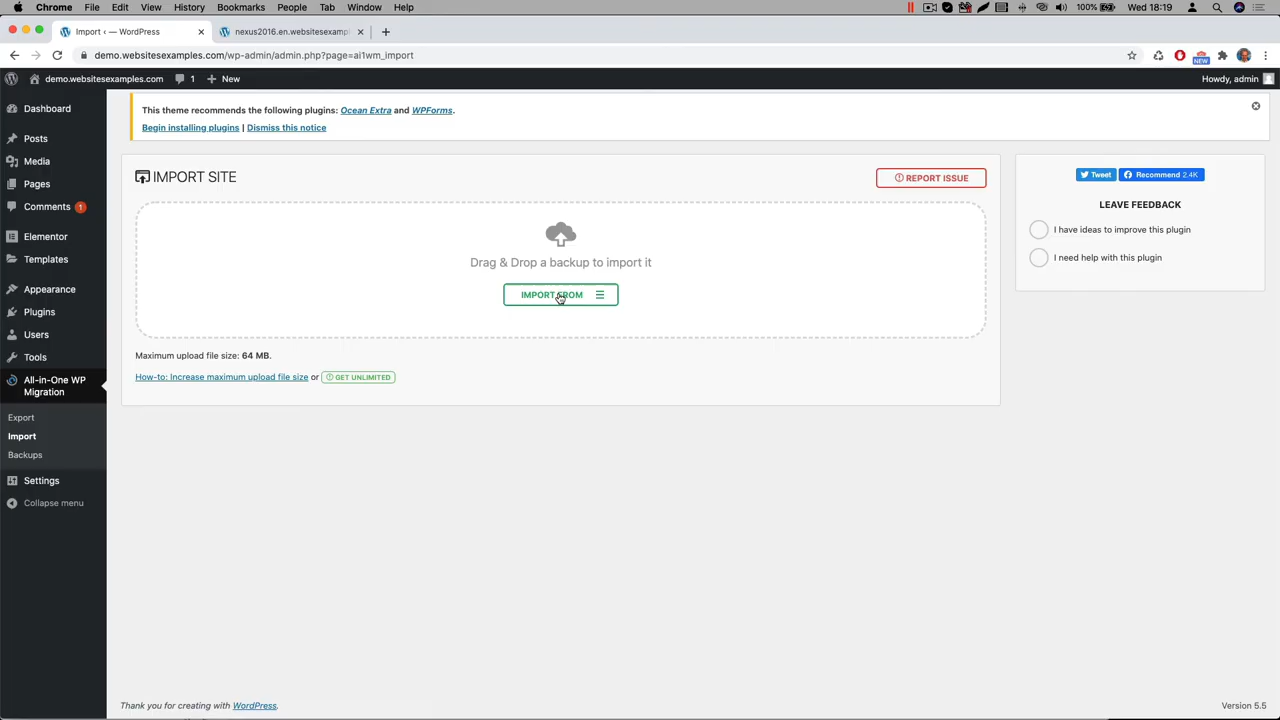 Chrome File Edit View History Bookmarks People Tab Window Help
100% Wed 18:19
Import ‹ — WordPress
nexus2016.en.websitesexampl
demo.websitesexamples.com/wp-admin/admin.php?page=ai1wm_import
NEW
demo.websitesexamples.com 1 New
Howdy, admin
Dashboard
Posts
Media
Pages
Comments 1
Elementor
Templates
Appearance
Plugins
Users
Tools
All-in-One WP
Migration
Export
Import
Backups
Settings
Collapse menu
This theme recommends the following plugins: Ocean Extra and WPForms.
Begin installing plugins | Dismiss this notice
IMPORT SITE
REPORT ISSUE
Drag & Drop a backup to import it
IMPORT FROM
Maximum upload file size: 64 MB.
How-to: Increase maximum upload file size or GET UNLIMITED
Tweet
Recommend 2.4K
LEAVE FEEDBACK
I have ideas to improve this plugin
I need help with this plugin
Thank you for creating with WordPress.
Version 5.5